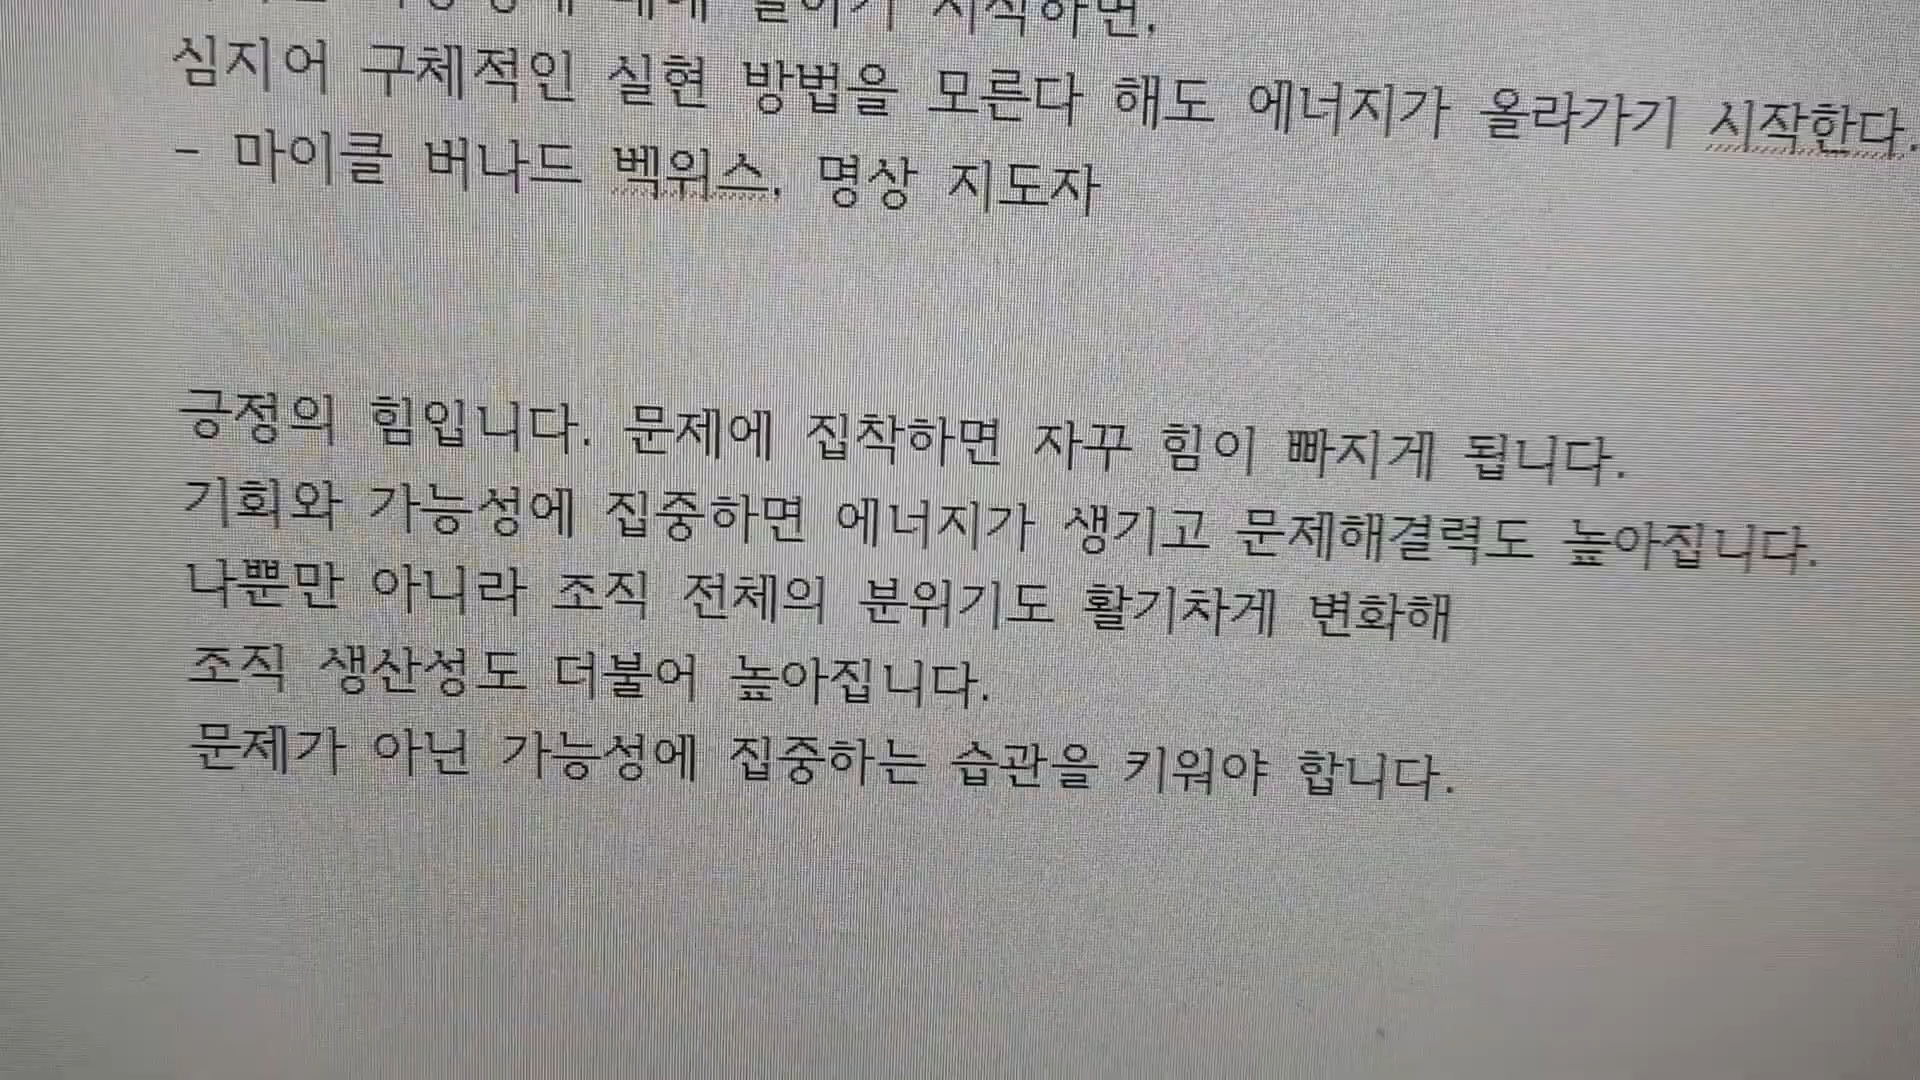 시작하면,
심지어 구체적인 실현 방법을 모른다 해도 에너지가 올라가기 시작한다.
- 마이클 버나드 벡위스, 명상 지도자
긍정의 힘입니다. 문제에 집착하면 자꾸 힘이 빠지게 됩니다.
기회와 가능성에 집중하면 에너지가 생기고 문제해결력도 높아집니다.
나뿐만 아니라 조직 전체의 분위기도 활기차게 변화해
조직 생산성도 더불어 높아집니다.
문제가 아닌 가능성에 집중하는 습관을 키워야 합니다.